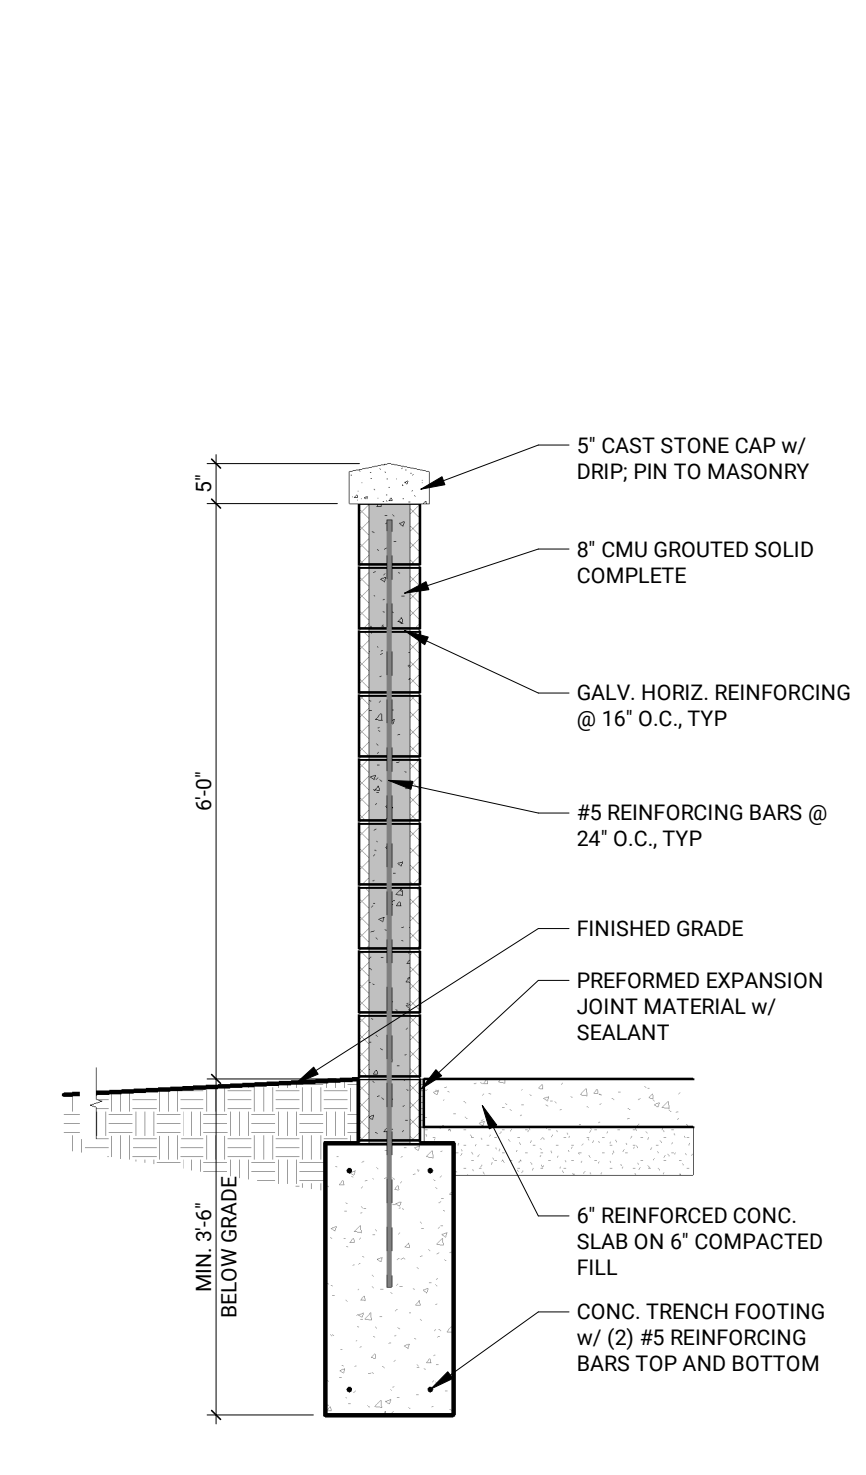 5" CAST STONE CAP w/
DRIP; PIN TO MASONRY
5"
8" CMU GROUTED SOLID
COMPLETE
GALV. HORIZ. REINFORCING
@ 16" O.C., TYP
6'-0"
#5 REINFORCING BARS @
24" O.C., TYP
FINISHED GRADE
PREFORMED EXPANSION
JOINT MATERIAL w/
SEALANT
MIN. 3'-6"
BELOW GRADE
6" REINFORCED CONC.
SLAB ON 6" COMPACTED
FILL
CONC. TRENCH FOOTING
w/ (2) #5 REINFORCING
BARS TOP AND BOTTOM